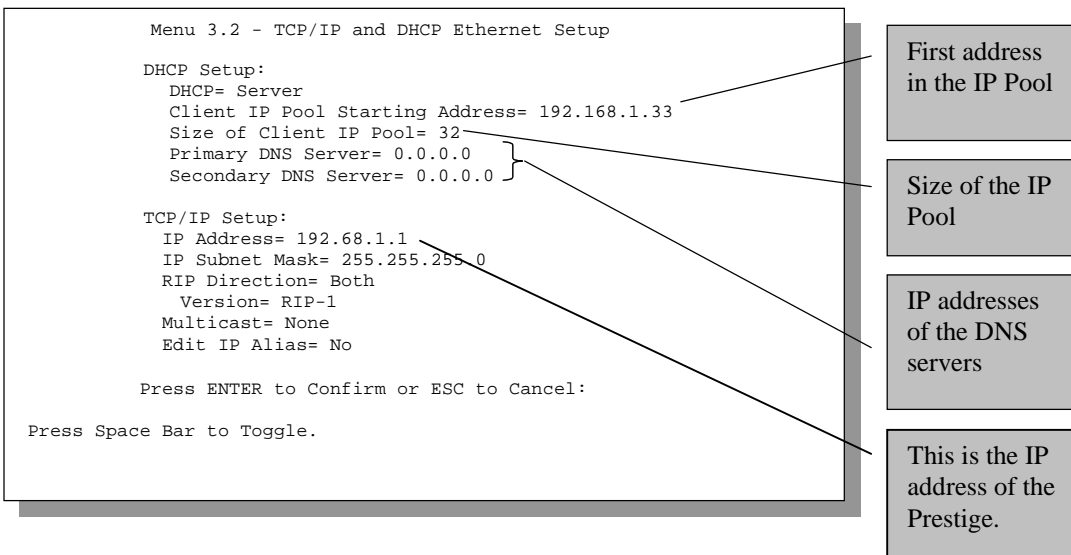 Menu 3.2 - TCP/IP and DHCP Ethernet Setup
DHCP Setup:
DHCP= Server
Client IP Pool Starting Address= 192.168.1.33
Size of Client IP Pool= 32
Primary DNS Server= 0.0.0.0
Secondary DNS Server= 0.0.0.0
TCP/IP Setup:
IP Address= 192.68.1.1
IP Subnet Mask= 255.255.255.0
RIP Direction= Both
Version= RIP-1
Multicast= None
Edit IP Alias= No
Press ENTER to Confirm or ESC to Cancel:
Press Space Bar to Toggle.
First address
in the IP Pool
Size of the IP
Pool
IP addresses
of the DNS
servers
This is the IP
address of the
Prestige.